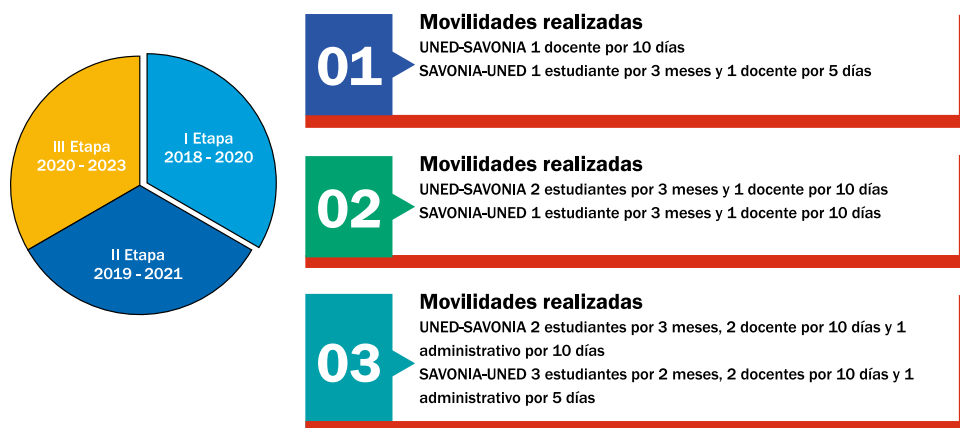 III Etapa
2020 - 2023
I Etapa
2018 - 2020
II Etapa
2019 - 2021
01
Movilidades realizadas
UNED-SAVONIA 1 docente por 10 días
SAVONIA-UNED 1 estudiante por 3 meses y 1 docente por 5 días
02
Movilidades realizadas
UNED-SAVONIA 2 estudiantes por 3 meses y 1 docente por 10 días
SAVONIA-UNED 1 estudiante por 3 meses y 1 docente por 10 días
03
Movilidades realizadas
UNED-SAVONIA 2 estudiantes por 3 meses, 2 docente por 10 días y 1
administrativo por 10 días
SAVONIA-UNED 3 estudiantes por 2 meses, 2 docentes por 10 días y 1
administrativo por 5 días